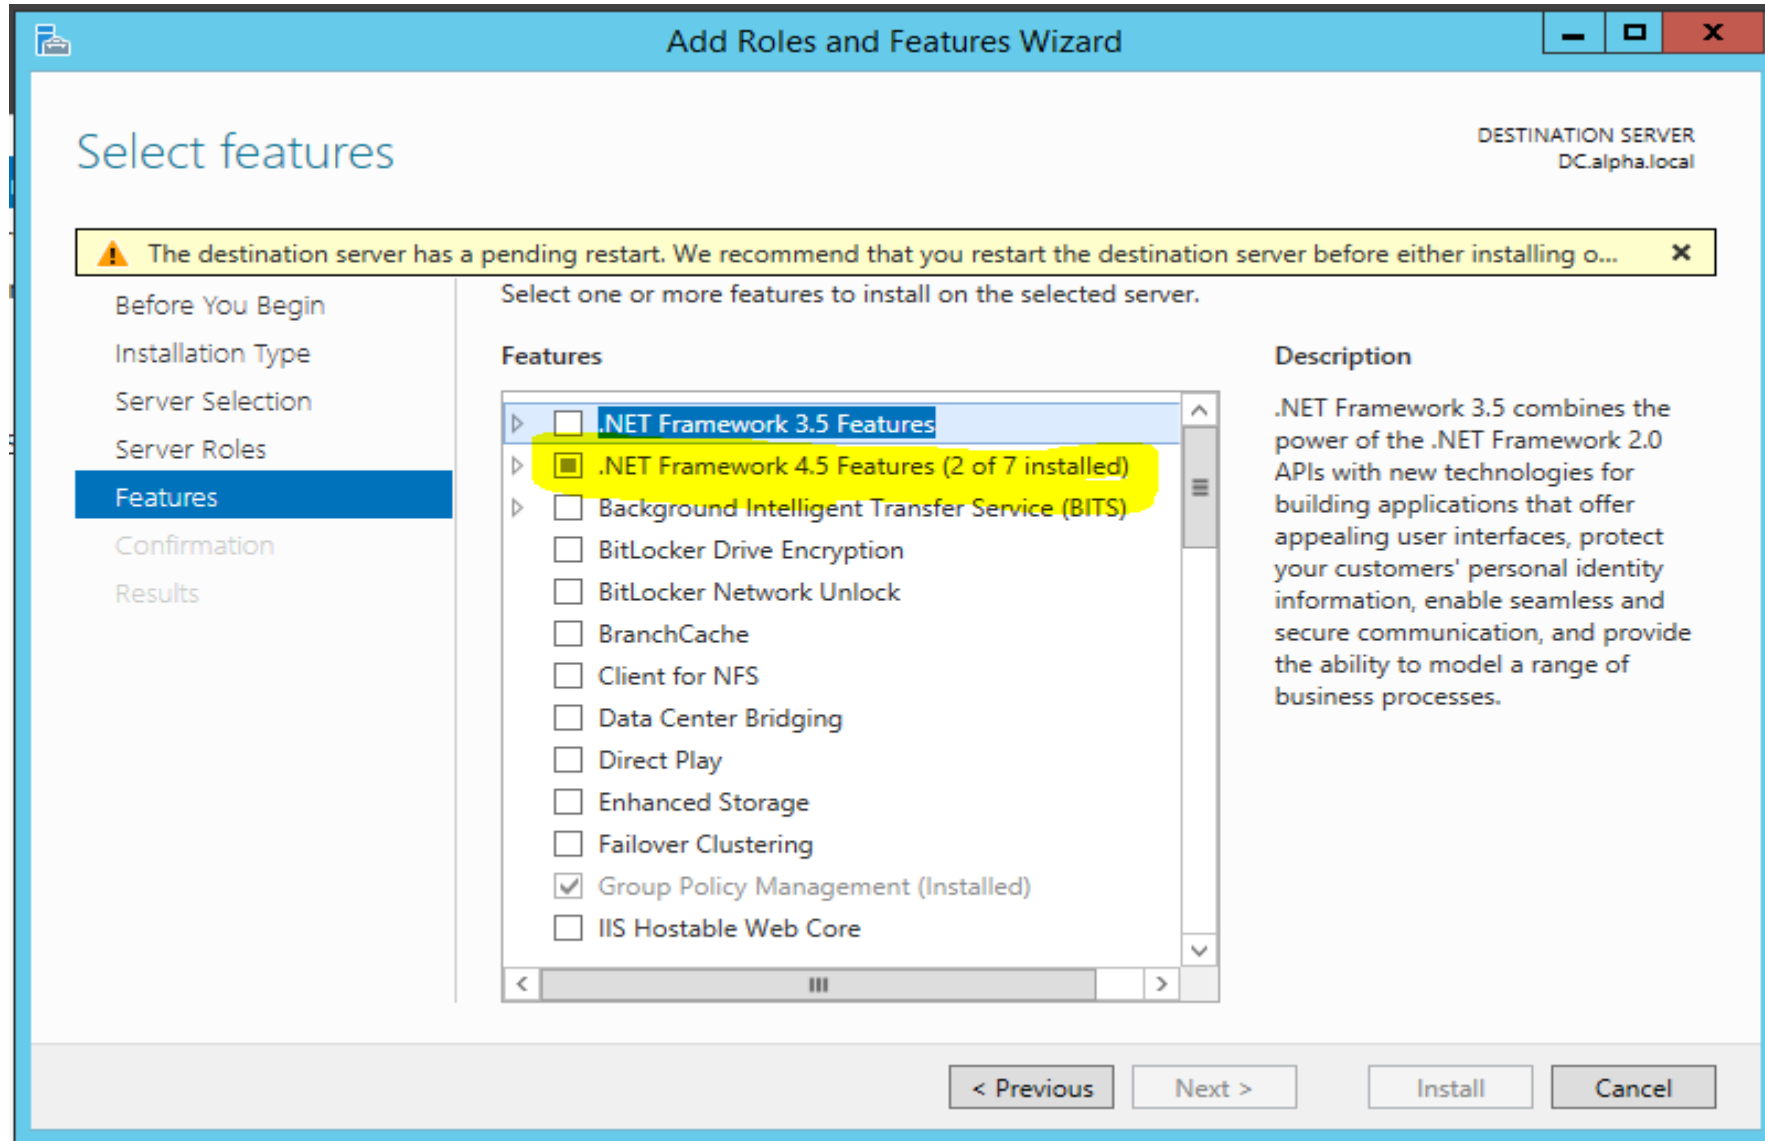 Add Roles and Features Wizard
Select features
DESTINATION SERVER
DC.alpha.local
The destination server has a pending restart. We recommend that you restart the destination server before either installing o...
Before You Begin
Installation Type
Server Selection
Server Roles
Features
Confirmation
Results
Select one or more features to install on the selected server.
Features
.NET Framework 3.5 Features
.NET Framework 4.5 Features (2 of 7 installed)
Background Intelligent Transfer Service (BITS)
BitLocker Drive Encryption
BitLocker Network Unlock
BranchCache
Client for NFS
Data Center Bridging
Direct Play
Enhanced Storage
Failover Clustering
Group Policy Management (Installed)
IIS Hostable Web Core
Description
.NET Framework 3.5 combines the
power of the .NET Framework 2.0
APIs with new technologies for
building applications that offer
appealing user interfaces, protect
your customers' personal identity
information, enable seamless and
secure communication, and provide
the ability to model a range of
business processes.
< Previous
Next >
Install
Cancel